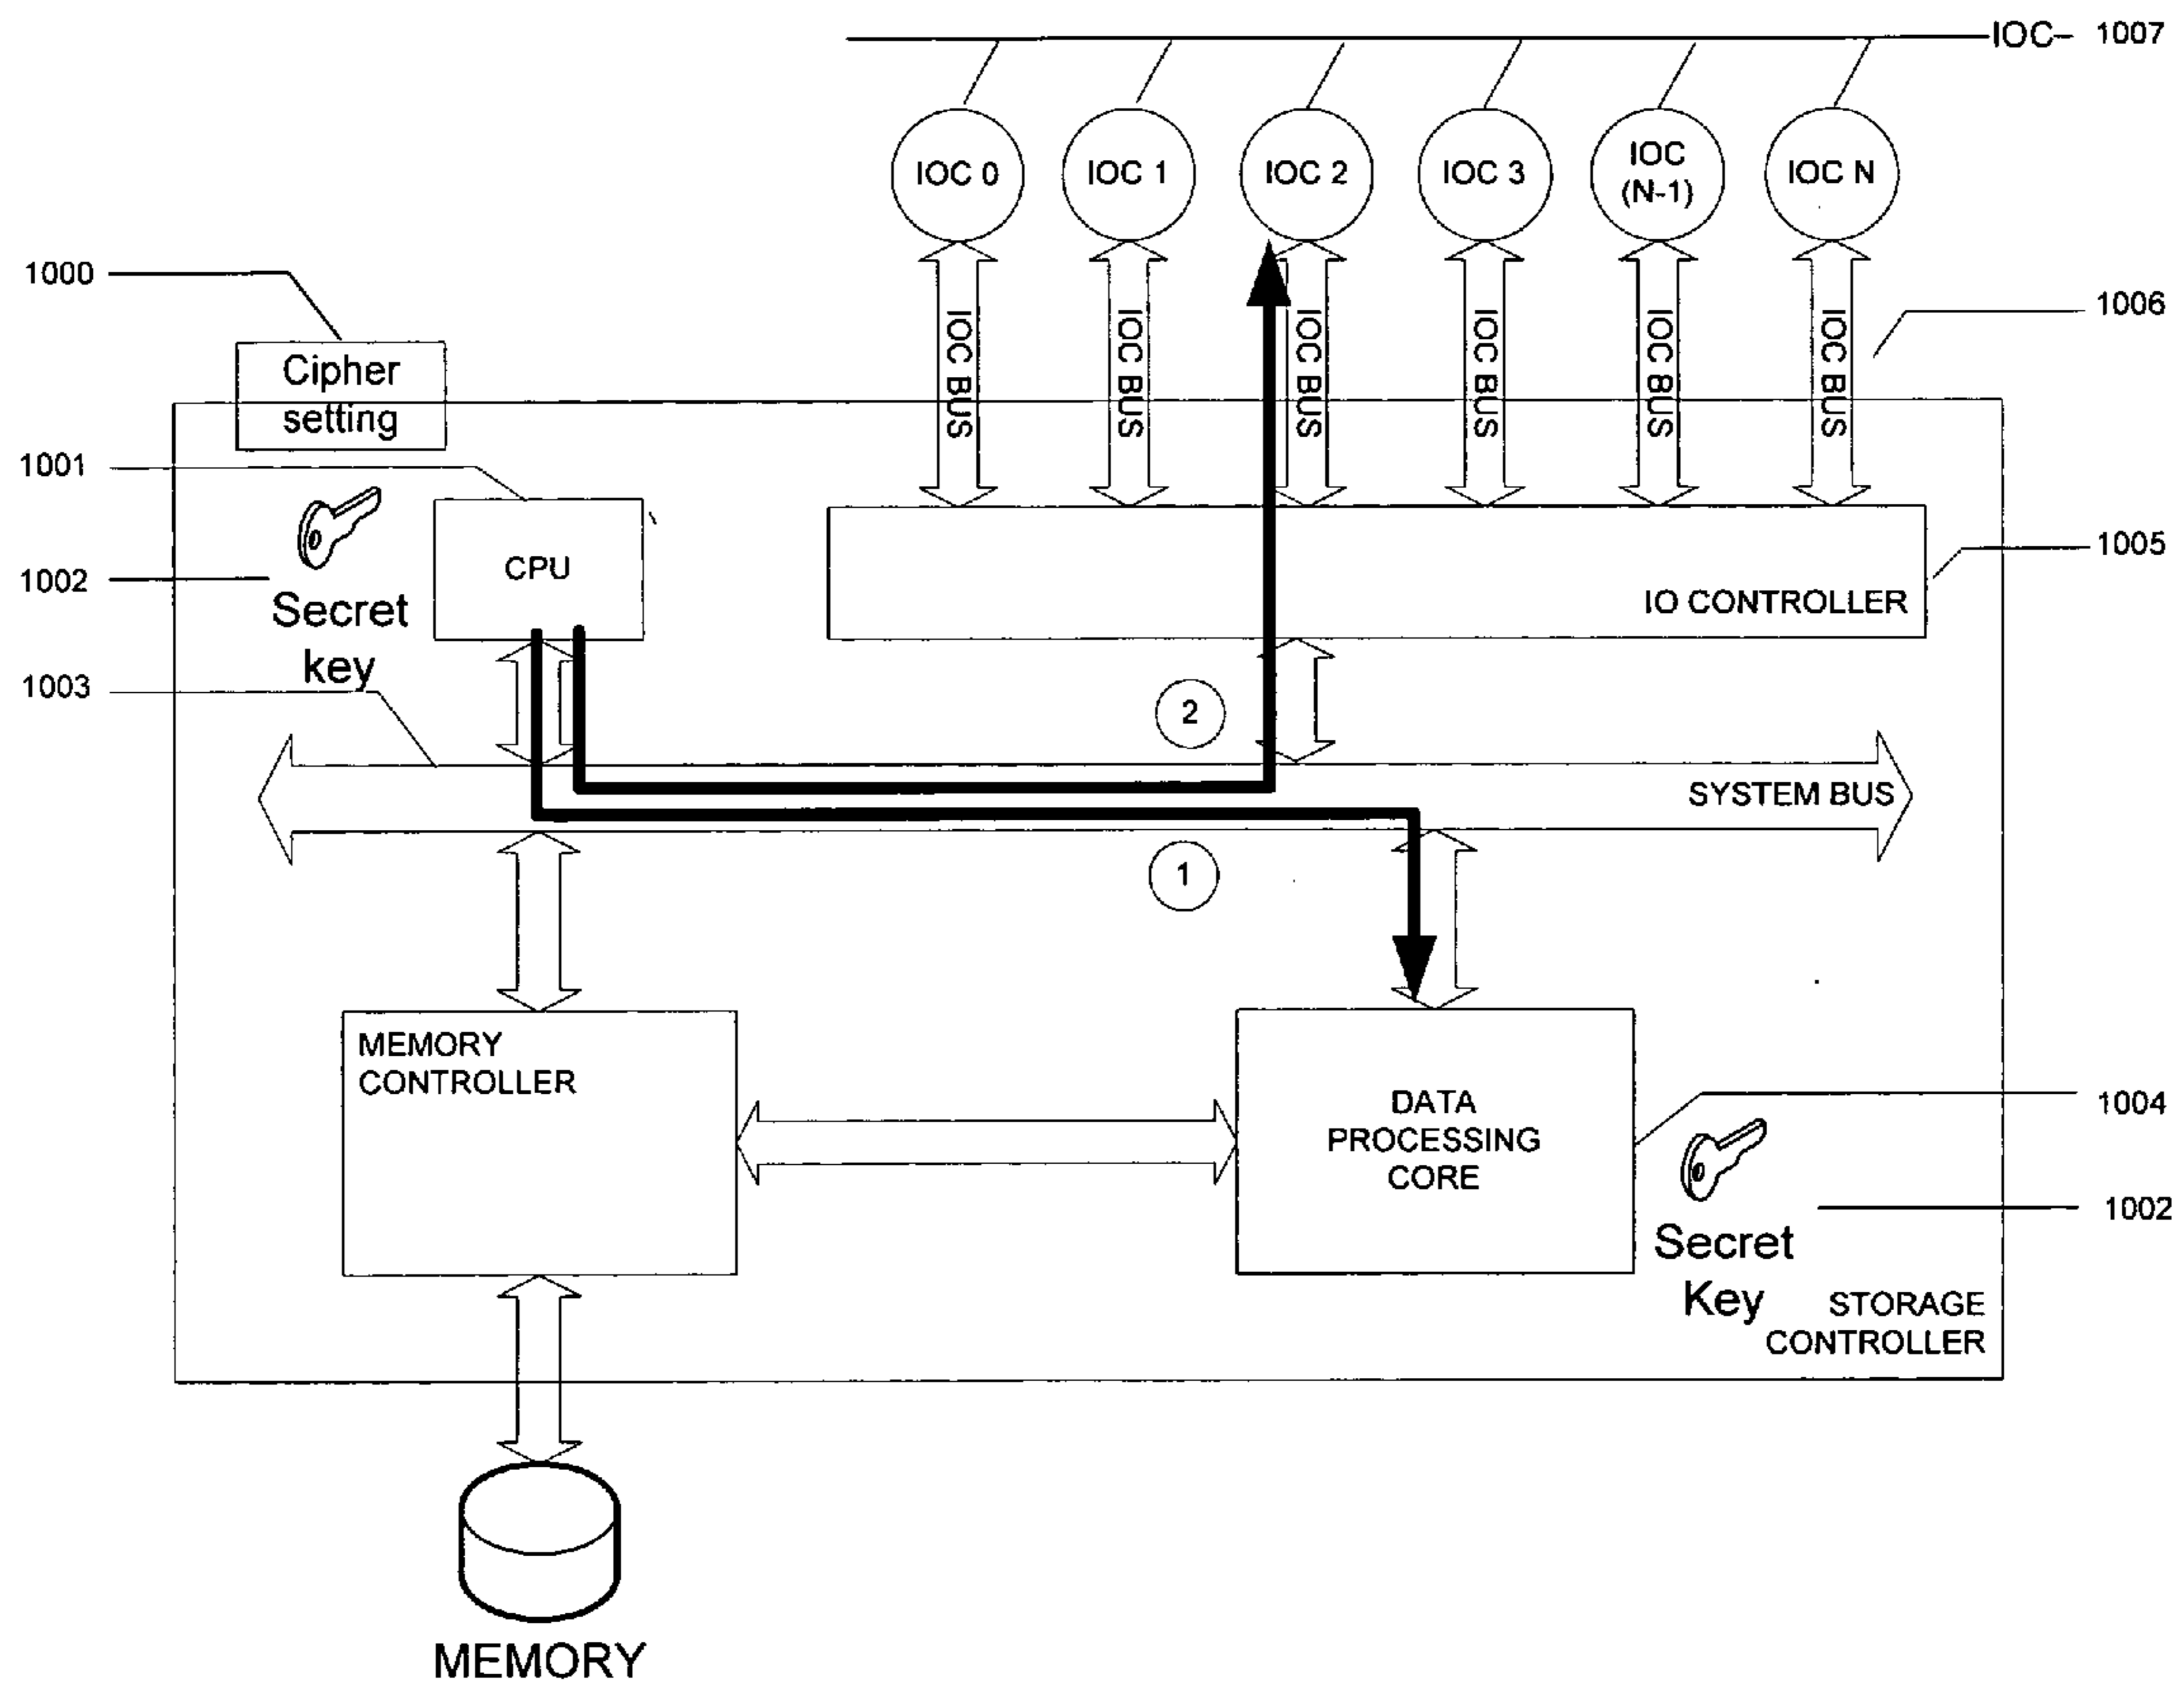 IOC 1007
IOC 0
IOC 1
IOC 2
IOC 3
IOC
(N-1)
IOC N
1000
1006
IOC BUS
IOC BUS
IOC BUS
IOC BUS
IOC BUS
IOC BUS
Cipher
setting
1001
CPU
1005
1002
Secret
key
IO CONTROLLER
1003
2
SYSTEM BUS
1
MEMORY
CONTROLLER
DATA
PROCESSING
CORE
1004
1002
Secret
Key
STORAGE
CONTROLLER
MEMORY